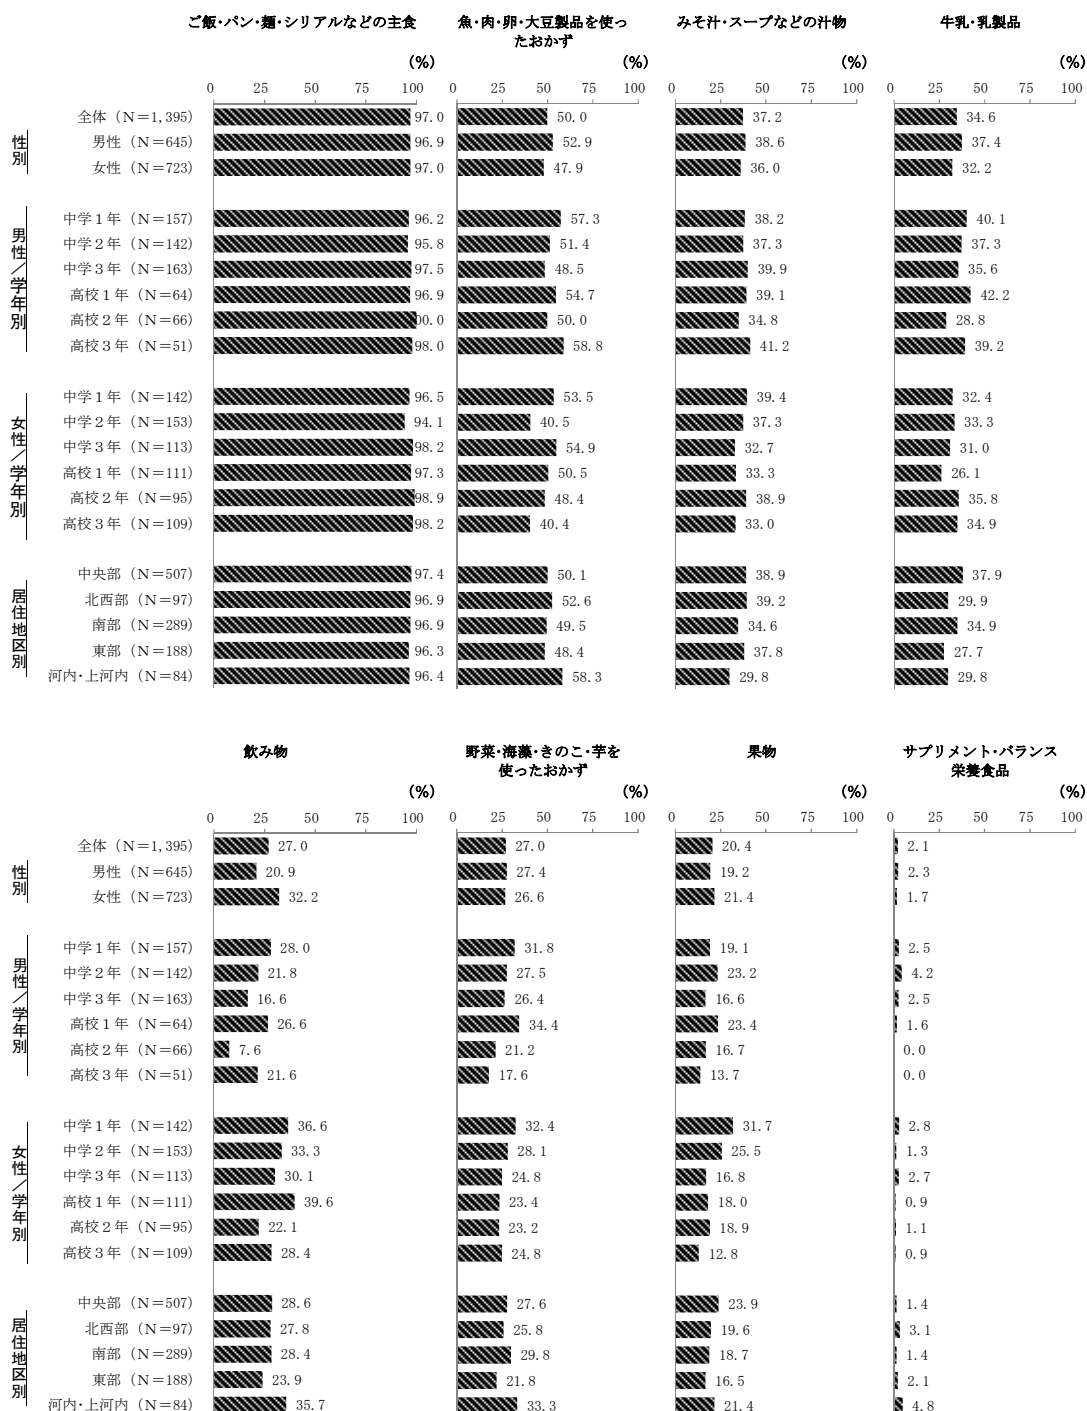 ご飯・パン・麺・シリアルなどの主食 魚・肉・卵・大豆製品を使っ みそ汁・スープなどの汁物 牛乳・乳製品
たおかず
(%) (%) (%) (%)
0 25 50 75 100 0 25 50 75 100 0 25 50 75 100 0 25 50 75 100
全体（N＝1,395） 97.0 50.0 37.2 34.6
性別
男性（N＝645） 96.9 52.9 38.6 37.4
女性（N＝723） 97.0 47.9 36.0 32.2
男性／学年別
中学１年（N＝157） 96.2 57.3 38.2 40.1
中学２年（N＝142） 95.8 51.4 37.3 37.3
中学３年（N＝163） 97.5 48.5 39.9 35.6
高校１年（N＝64） 96.9 54.7 39.1 42.2
高校２年（N＝66） 00.0 50.0 34.8 28.8
高校３年（N＝51） 98.0 58.8 41.2 39.2
女性／学年別
中学１年（N＝142） 96.5 53.5 39.4 32.4
中学２年（N＝153） 94.1 40.5 37.3 33.3
中学３年（N＝113） 98.2 54.9 32.7 31.0
高校１年（N＝111） 97.3 50.5 33.3 26.1
高校２年（N＝95） 98.9 48.4 38.9 35.8
高校３年（N＝109） 98.2 40.4 33.0 34.9
居住地区別
中央部（N＝507） 97.4 50.1 38.9 37.9
北西部（N＝97） 96.9 52.6 39.2 29.9
南部（N＝289） 96.9 49.5 34.6 34.9
東部（N＝188） 96.3 48.4 37.8 27.7
河内・上河内（N＝84） 96.4 58.3 29.8 29.8
飲み物 野菜・海藻・きのこ・芋を 果物 サプリメント・バランス
使ったおかず 栄養食品
(%) (%) (%) (%)
0 25 50 75 100 0 25 50 75 100 0 25 50 75 100 0 25 50 75 100
全体（N＝1,395） 27.0 27.0 20.4 2.1
性別
男性（N＝645） 20.9 27.4 19.2 2.3
女性（N＝723） 32.2 26.6 21.4 1.7
男性／学年別
中学１年（N＝157） 28.0 31.8 19.1 2.5
中学２年（N＝142） 21.8 27.5 23.2 4.2
中学３年（N＝163） 16.6 26.4 16.6 2.5
高校１年（N＝64） 26.6 34.4 23.4 1.6
高校２年（N＝66） 7.6 21.2 16.7 0.0
高校３年（N＝51） 21.6 17.6 13.7 0.0
女性／学年別
中学１年（N＝142） 36.6 32.4 31.7 2.8
中学２年（N＝153） 33.3 28.1 25.5 1.3
中学３年（N＝113） 30.1 24.8 16.8 2.7
高校１年（N＝111） 39.6 23.4 18.0 0.9
高校２年（N＝95） 22.1 23.2 18.9 1.1
高校３年（N＝109） 28.4 24.8 12.8 0.9
居住地区別
中央部（N＝507） 28.6 27.6 23.9 1.4
北西部（N＝97） 27.8 25.8 19.6 3.1
南部（N＝289） 28.4 29.8 18.7 1.4
東部（N＝188） 23.9 21.8 16.5 2.1
河内・上河内（N＝84） 35.7 33.3 21.4 4.8